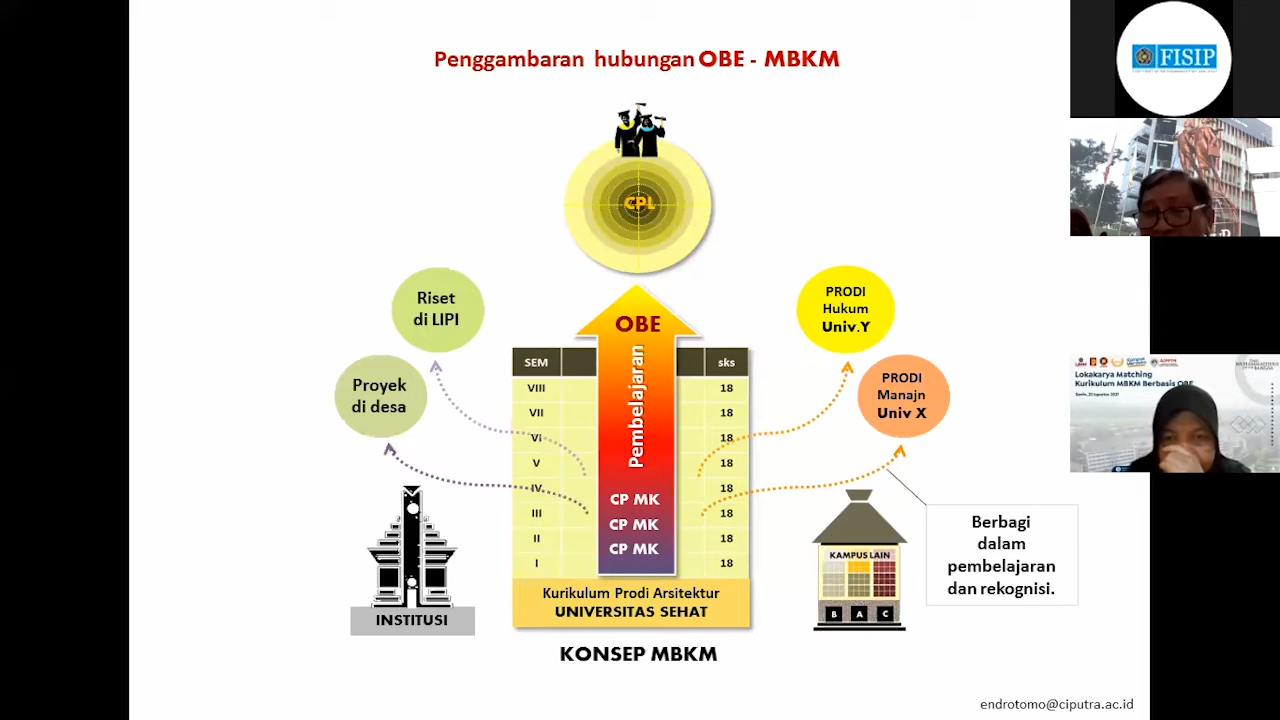 Penggambaran hubungan OBE - MBKM
FISIP
CPL
Riset
di LIPI
PRODI
Hukum
Univ.Y
Proyek
di desa
PRODI
Manajn
Univ X
OBE
Pembelajaran
SEM sks
VIII 18
VII 18
VI 18
V 18
IV 18
III 18
II 18
I 18
CP MK
CP MK
CP MK
Kurikulum Prodi Arsitektur
UNIVERSITAS SEHAT
KONSEP MBKM
INSTITUSI
KAMPUS LAIN
B A C
Berbagi
dalam
pembelajaran
dan rekognisi.
Lokakarya Matching
Kurikulum MBKM Berbasis OBE
endrotomo@ciputra.ac.id